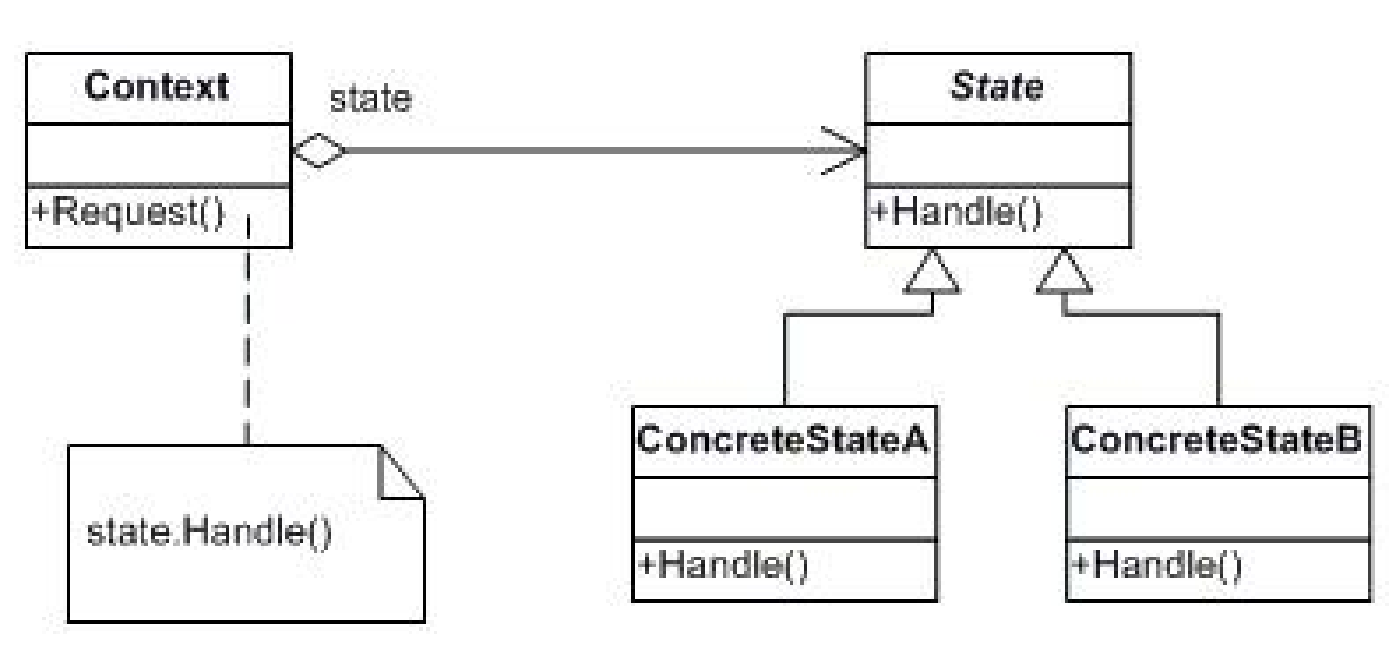 Context
state
State
+Request()
+Handle()
ConcreteStateA
ConcreteStateB
state.Handle()
+Handle()
+Handle()